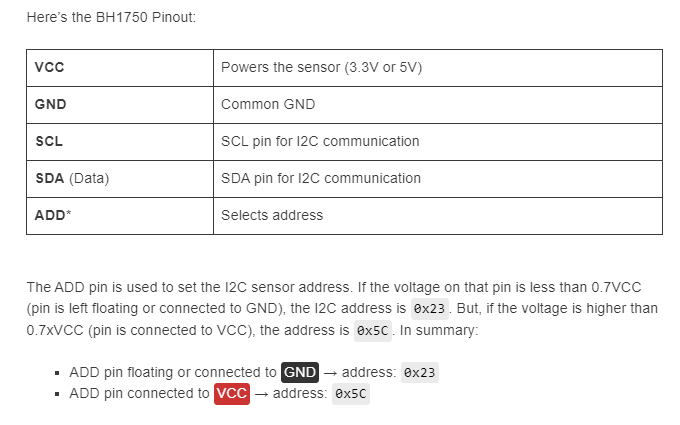 Here's the BH1750 Pinout:
VCC Powers the sensor (3.3V or 5V)
GND Common GND
SCL SCL pin for I2C communication
SDA (Data) SDA pin for I2C communication
ADD* Selects address
The ADD pin is used to set the I2C sensor address. If the voltage on that pin is less than 0.7VCC
(pin is left floating or connected to GND), the I2C address is 0x23 . But, if the voltage is higher than
0.7xVCC (pin is connected to VCC), the address is 0x5C . In summary:
▪ ADD pin floating or connected to GND → address: 0x23
▪ ADD pin connected to VCC → address: 0x5C